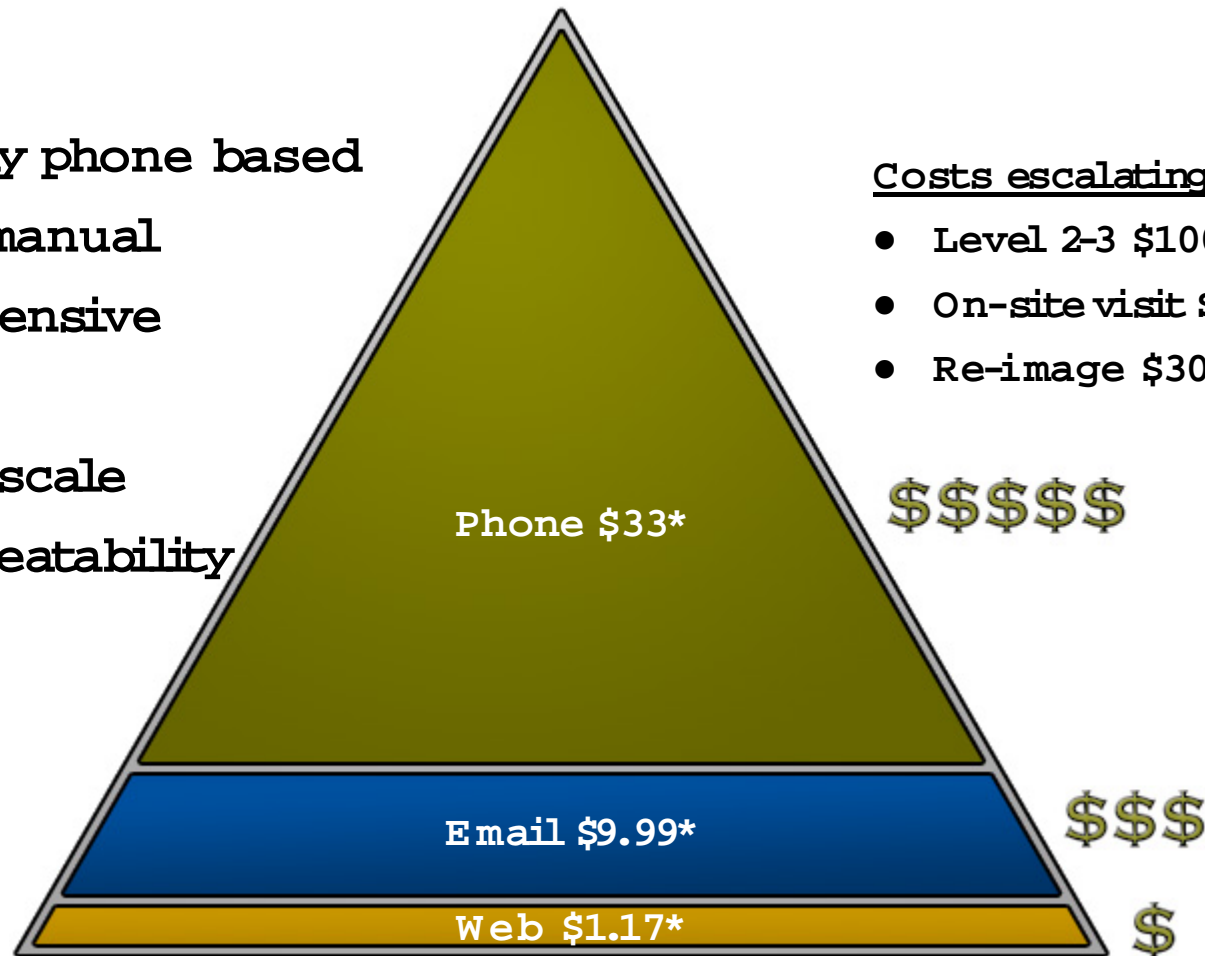 y phone based
manual
ensive
scale
eatability
Costs escalating
● Level 2-3 $100
● On-site visit $
● Re-image $30
Phone $33*
$$$$$
Email $9.99*
$$$
Web $1.17*
$